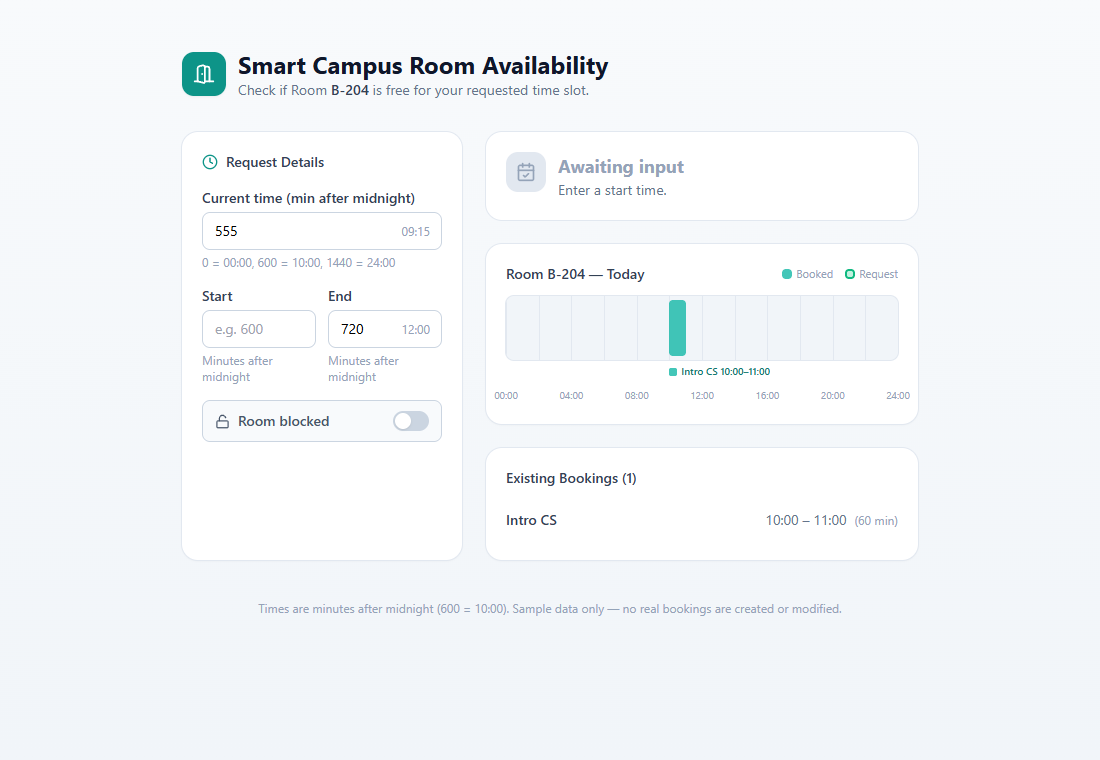 Smart Campus Room Availability
Check if Room B-204 is free for your requested time slot.
Request Details
Current time (min after midnight)
555 09:15
0 = 00:00, 600 = 10:00, 1440 = 24:00
Start End
e.g. 600 720 12:00
Minutes after midnight
Minutes after midnight
Room blocked
Awaiting input
Enter a start time.
Room B-204 — Today Booked Request
Intro CS 10:00–11:00
00:00 04:00 08:00 12:00 16:00 20:00 24:00
Existing Bookings (1)
Intro CS 10:00 – 11:00 (60 min)
Times are minutes after midnight (600 = 10:00). Sample data only — no real bookings are created or modified.